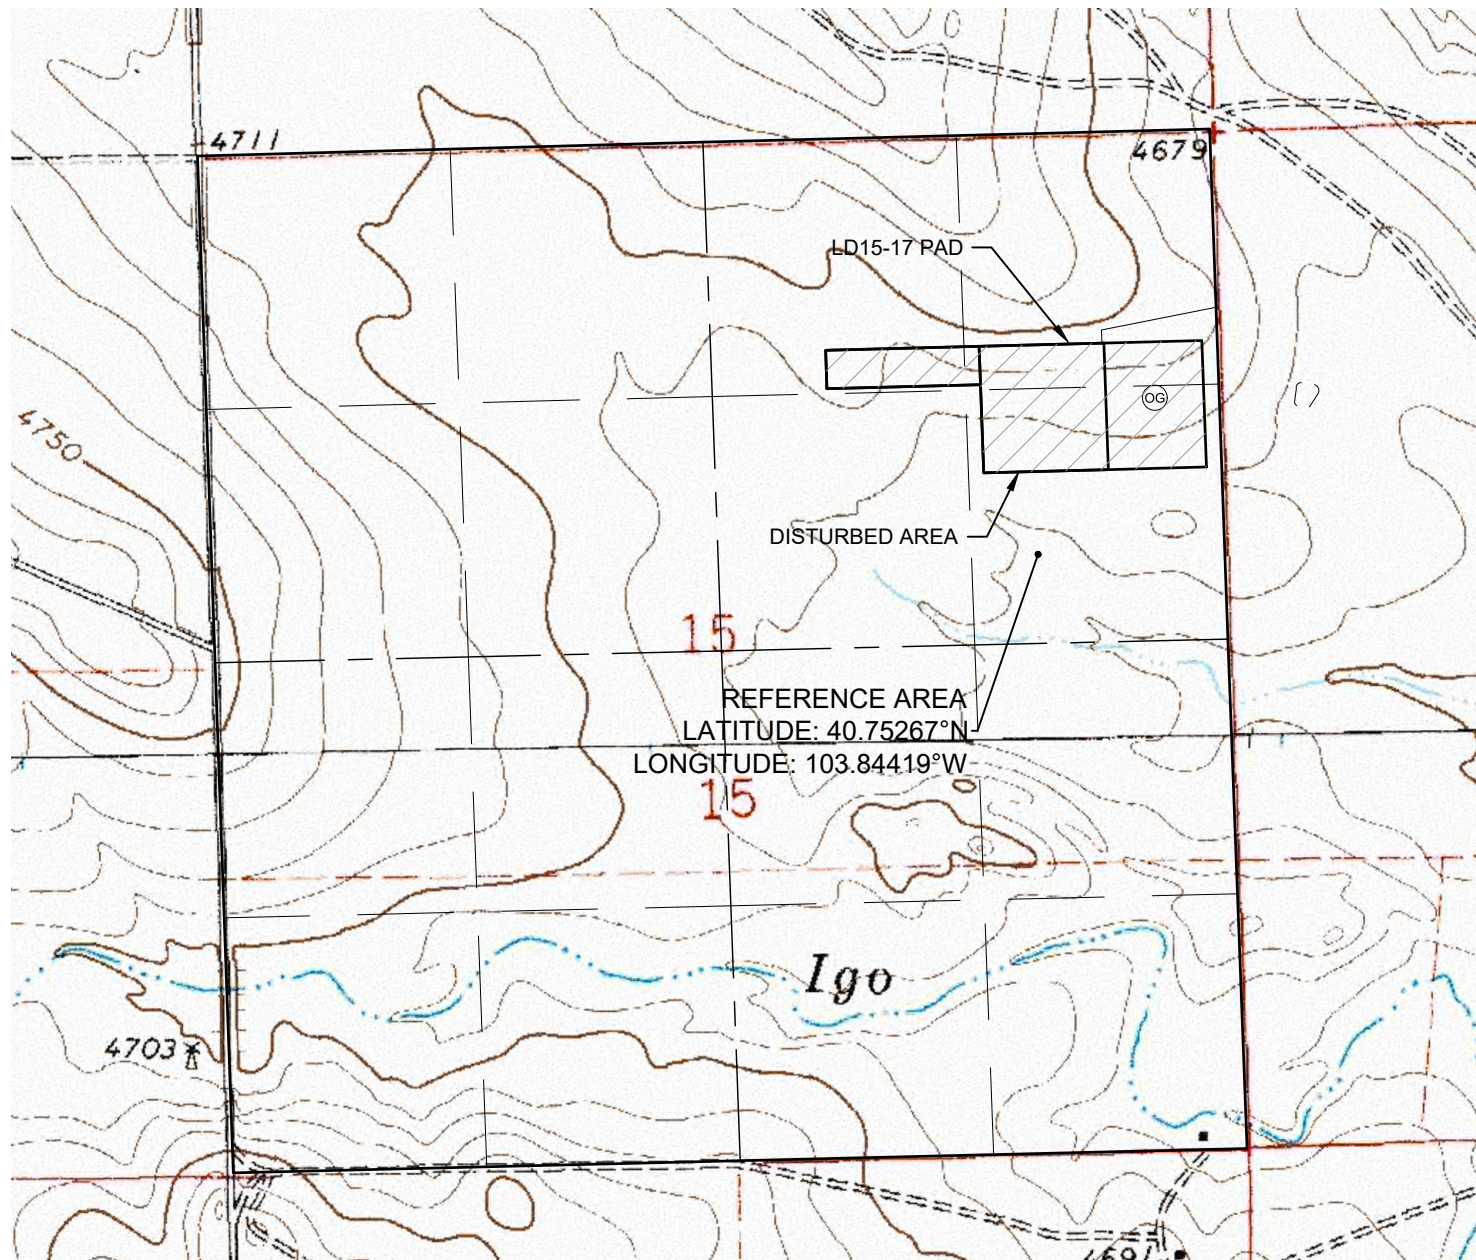 4711
4679
LD15-17 PAD
OG
4750
DISTURBED AREA
15
REFERENCE AREA
LATITUDE: 40.75267°N
LONGITUDE: 103.84419°W
15
Igo
4703